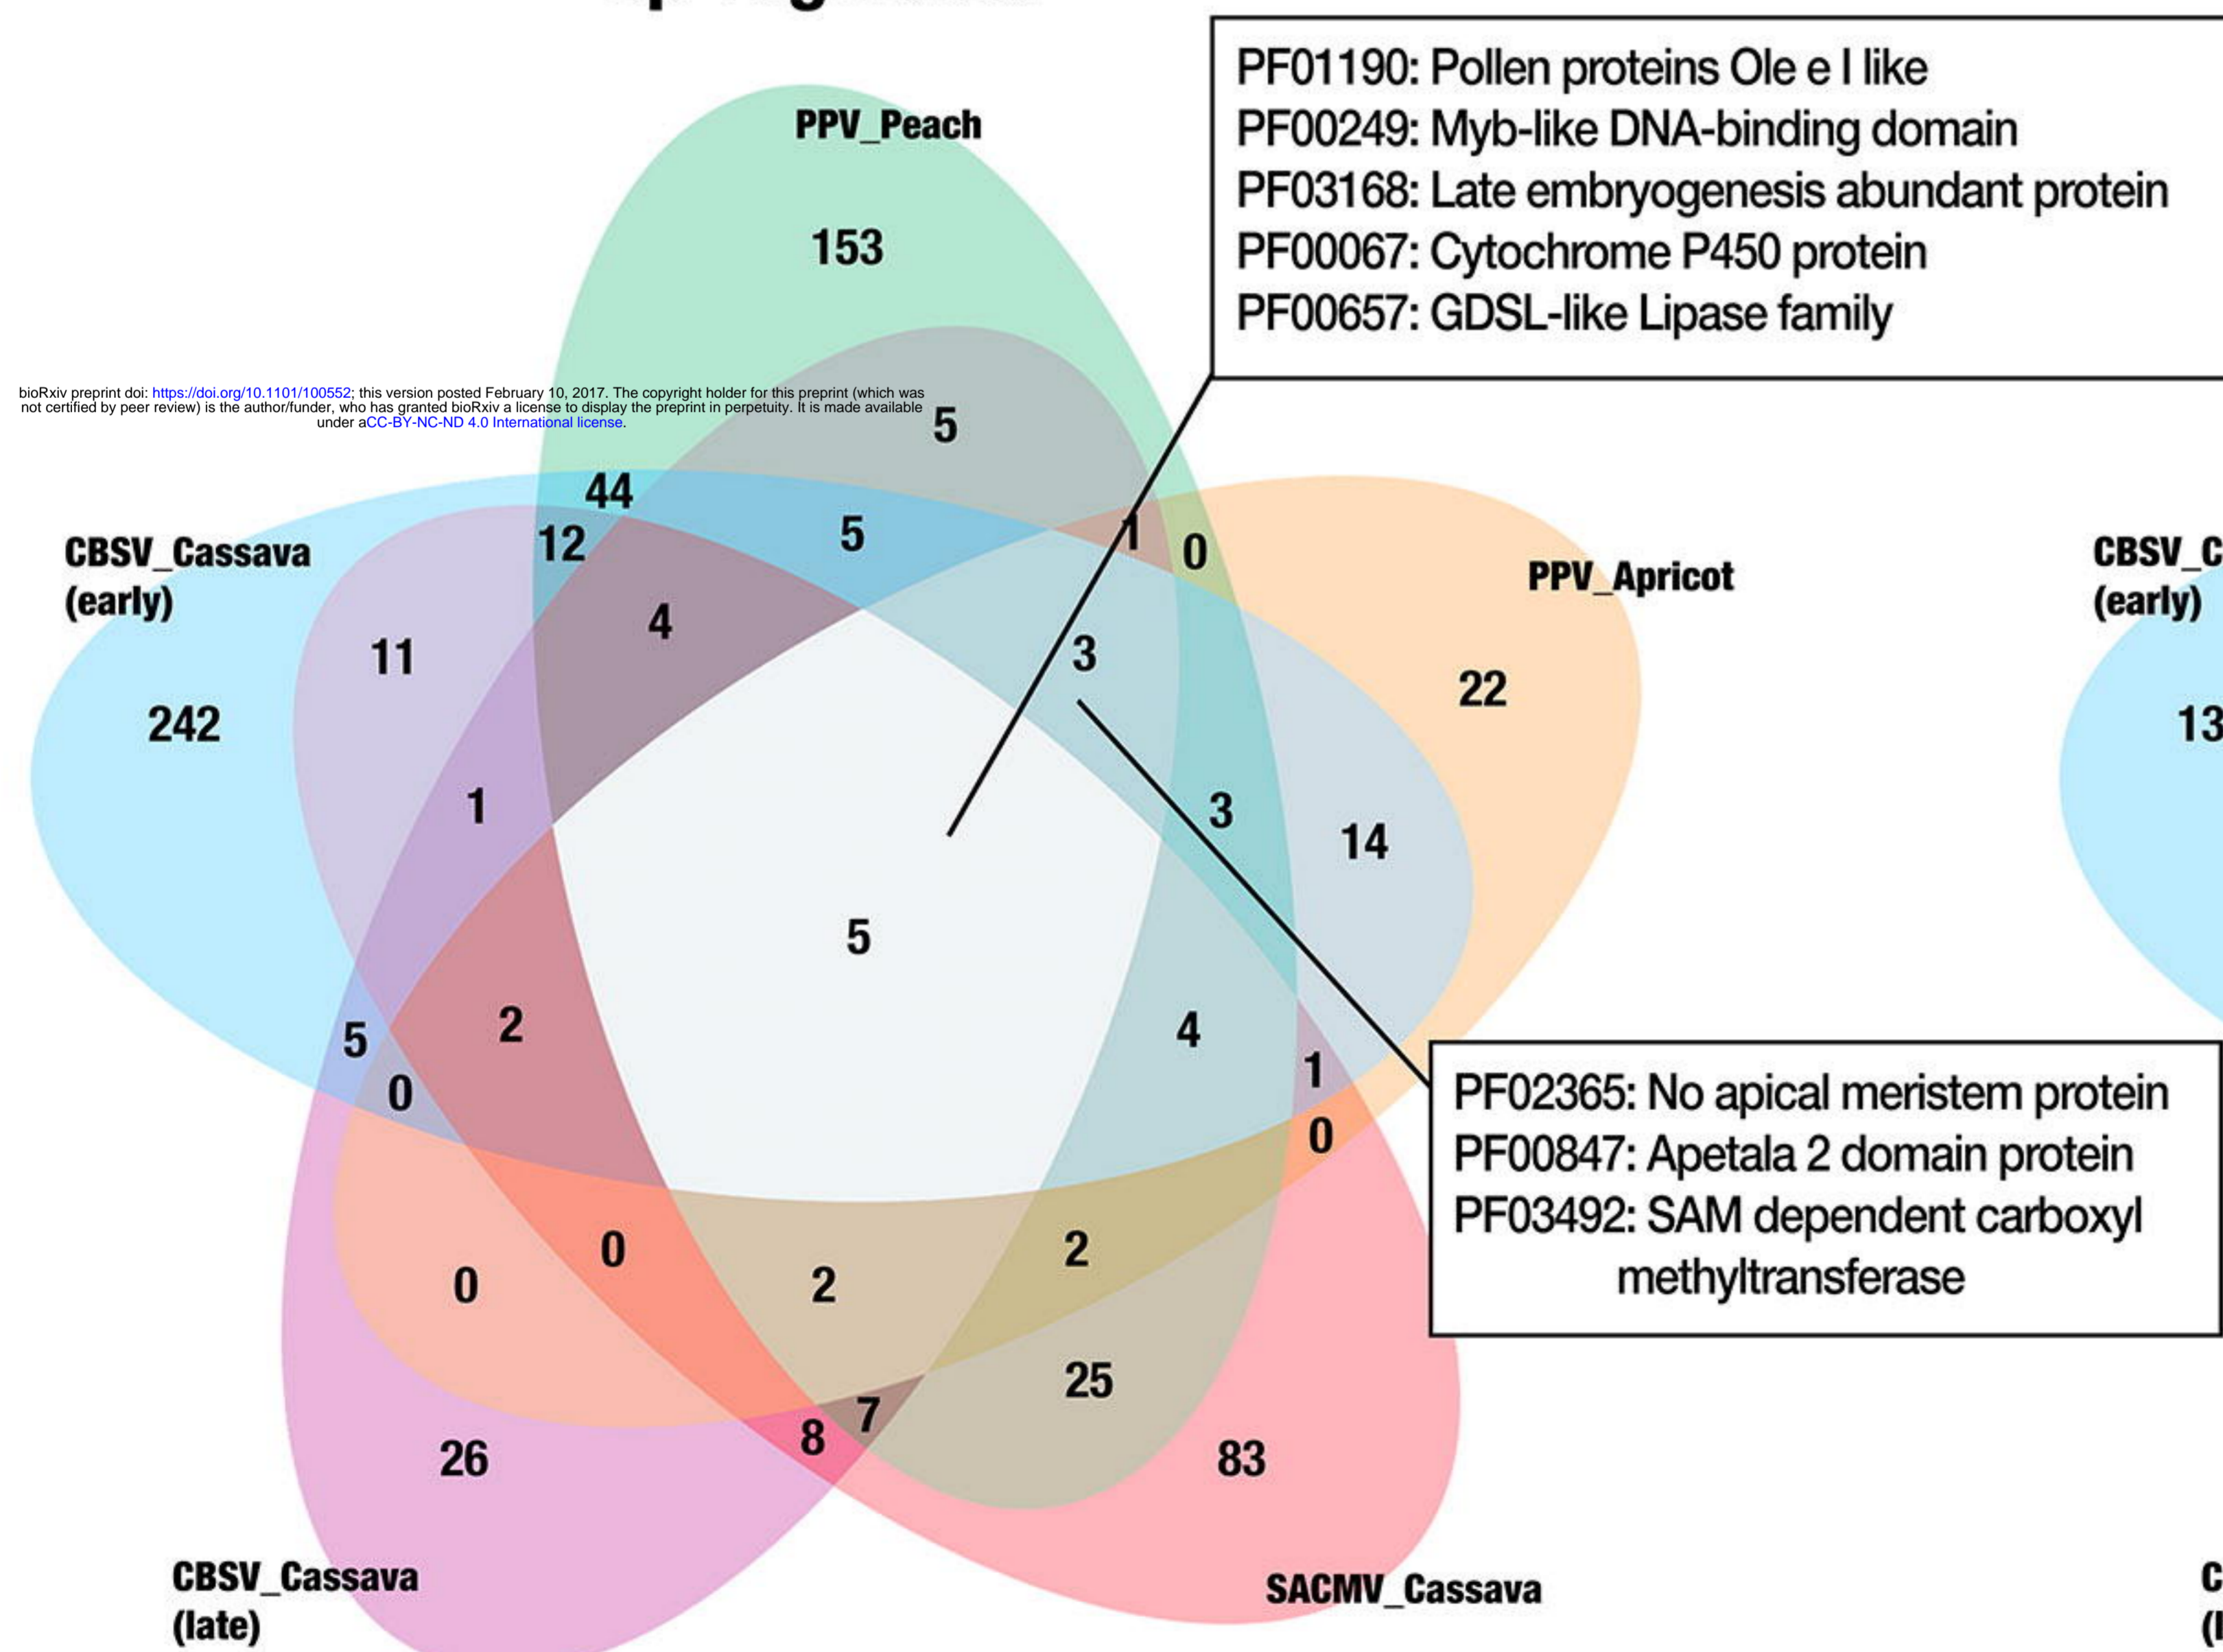 PPV_Peach
PF01190: Pollen proteins Ole e I like
PF00249: Myb-like DNA-binding domain
PF03168: Late embryogenesis abundant protein
PF00067: Cytochrome P450 protein
PF00657: GDSL-like Lipase family
153
bioRxiv preprint doi: https://doi.org/10.1101/100552; this version posted February 10, 2017. The copyright holder for this preprint (which was
not certified by peer review) is the author/funder, who has granted bioRxiv a license to display the preprint in perpetuity. It is made available
under aCC-BY-NC-ND 4.0 International license.
5
44
12
5
1
0
CBSV_Cassava
(early)
PPV_Apricot
CBSV_C
(early)
4
11
3
22
242
13
1
3
14
5
2
4
5
0
1
0
PF02365: No apical meristem protein
PF00847: Apetala 2 domain protein
PF03492: SAM dependent carboxyl
methyltransferase
0
0
2
2
25
7
8
26
83
CBSV_Cassava
(late)
SACMV_Cassava
C